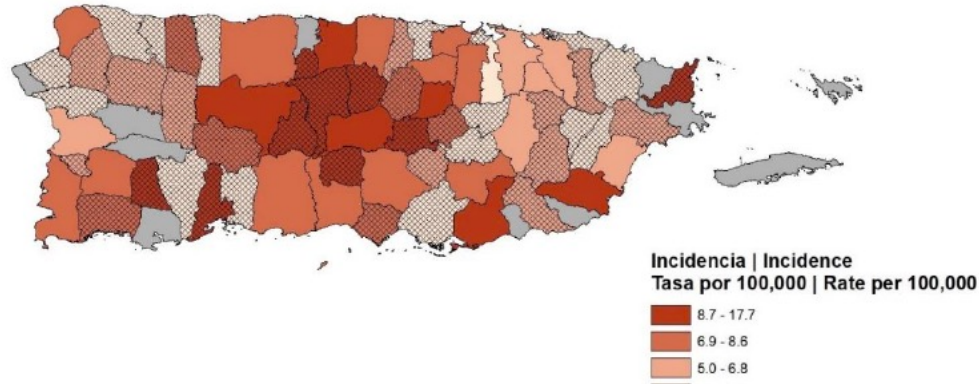 Incidencia | Incidence
Tasa por 100,000 | Rate per 100,000
8.7 - 17.7
6.9 - 8.6
5.0 - 6.8